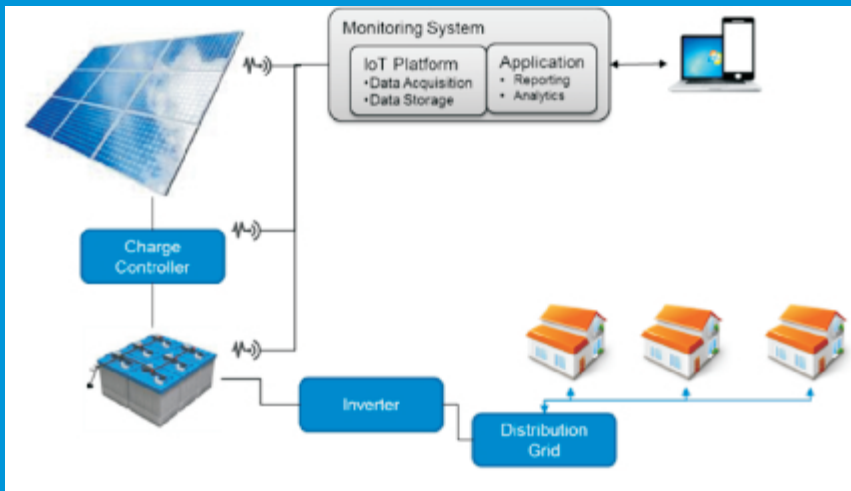 Monitoring System
IoT Platform
•Data Acquisition
•Data Storage
Application
• Reporting
• Analytics
Charge
Controller
Inverter
Distribution
Grid